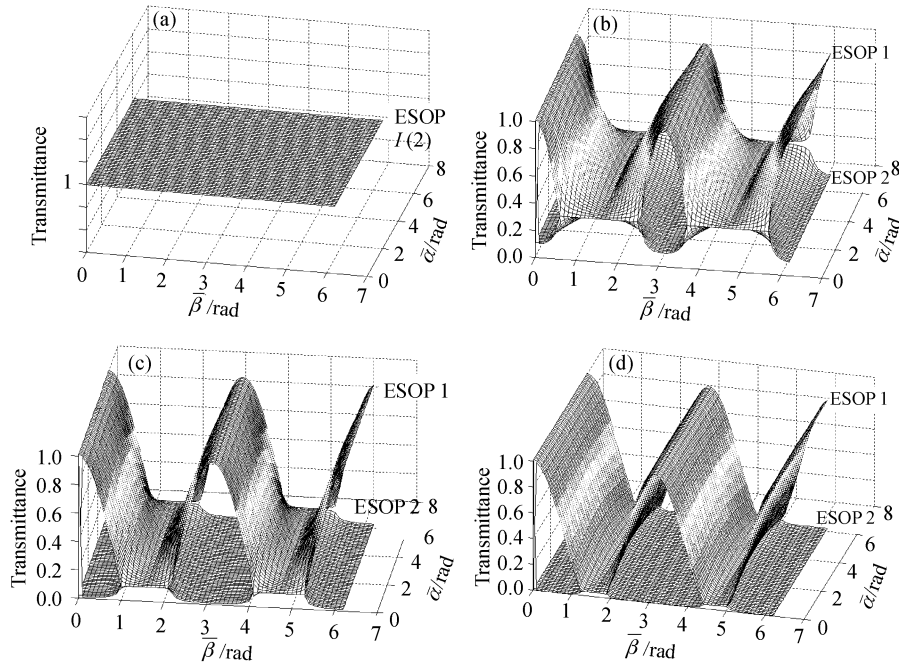 (a)
ESOP
I (2)
Transmittance
1
0 1 2 3 4 5 6 7
β̅/rad
0 2 4 6 8
α̅/rad
(b)
ESOP 1
ESOP 2
Transmittance
1.0
0.8
0.6
0.4
0.2
0.0
0 1 2 3 4 5 6 7
β̅/rad
0 2 4 6 8
α̅/rad
(c)
ESOP 1
ESOP 2
Transmittance
1.0
0.8
0.6
0.4
0.2
0.0
0 1 2 3 4 5 6 7
β̅/rad
0 2 4 6 8
α̅/rad
(d)
ESOP 1
ESOP 2
Transmittance
1.0
0.8
0.6
0.4
0.2
0.0
0 1 2 3 4 5 6 7
β̅/rad
0 2 4 6 8
α̅/rad